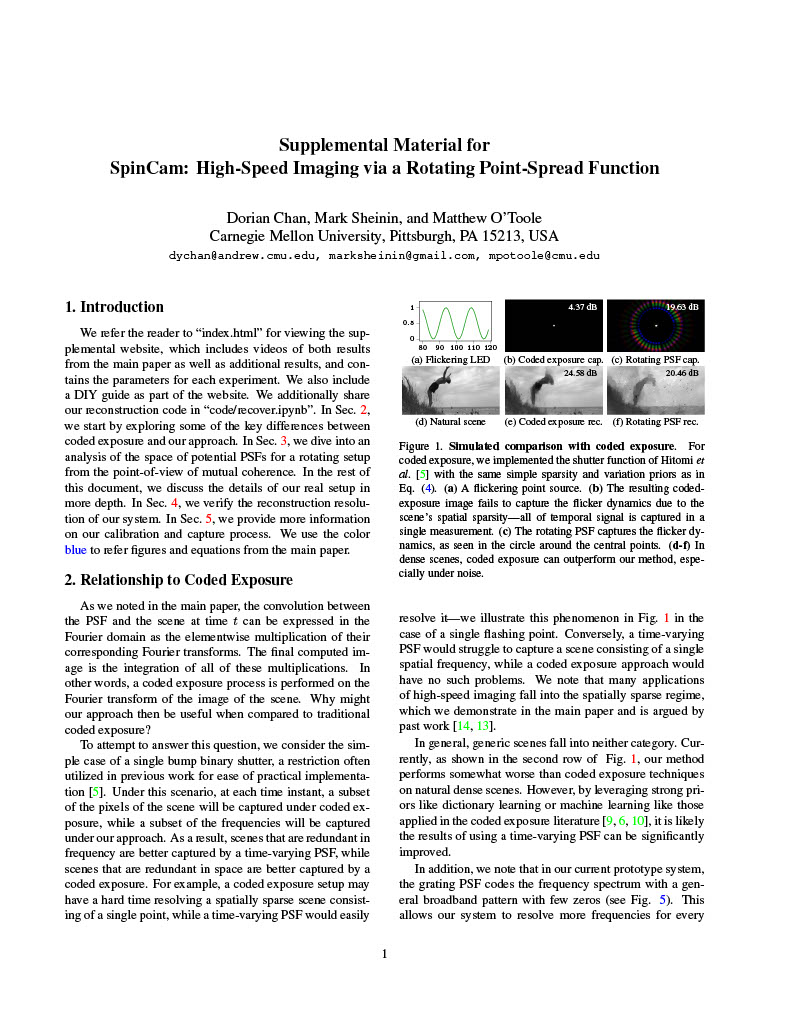 Supplemental Material for
SpinCam: High-Speed Imaging via a Rotating Point-Spread Function
Dorian Chan, Mark Sheinin, and Matthew O'Toole
Carnegie Mellon University, Pittsburgh, PA 15213, USA
dychan@andrew.cmu.edu, marksheinin@gmail.com, mpotoole@cmu.edu
1. Introduction
We refer the reader to “index.html” for viewing the sup-
plemental website, which includes videos of both results
from the main paper as well as additional results, and con-
tains the parameters for each experiment. We also include
a DIY guide as part of the website. We additionally share
our reconstruction code in “code/recover.ipynb”. In Sec. 2,
we start by exploring some of the key differences between
coded exposure and our approach. In Sec. 3, we dive into an
analysis of the space of potential PSFs for a rotating setup
from the point-of-view of mutual coherence. In the rest of
this document, we discuss the details of our real setup in
more depth. In Sec. 4, we verify the reconstruction resolu-
tion of our system. In Sec. 5, we provide more information
on our calibration and capture process. We use the color
blue to refer figures and equations from the main paper.
2. Relationship to Coded Exposure
As we noted in the main paper, the convolution between
the PSF and the scene at time t can be expressed in the
Fourier domain as the elementwise multiplication of their
corresponding Fourier transforms. The final computed im-
age is the integration of all of these multiplications. In
other words, a coded exposure process is performed on the
Fourier transform of the image of the scene. Why might
our approach then be useful when compared to traditional
coded exposure?
To attempt to answer this question, we consider the sim-
ple case of a single bump binary shutter, a restriction often
utilized in previous work for ease of practical implementa-
tion [5]. Under this scenario, at each time instant, a subset
of the pixels of the scene will be captured under coded ex-
posure, while a subset of the frequencies will be captured
under our approach. As a result, scenes that are redundant in
frequency are better captured by a time-varying PSF, while
scenes that are redundant in space are better captured by a
coded exposure. For example, a coded exposure setup may
have a hard time resolving a spatially sparse scene consist-
ing of a single point, while a time-varying PSF would easily
1
0.8
0
80 90 100 110 120
4.37 dB
19.63 dB
(a) Flickering LED (b) Coded exposure cap. (c) Rotating PSF cap.
24.58 dB
20.46 dB
(d) Natural scene (e) Coded exposure rec. (f) Rotating PSF rec.
Figure 1. Simulated comparison with coded exposure. For
coded exposure, we implemented the shutter function of Hitomi et
al. [5] with the same simple sparsity and variation priors as in
Eq. (4). (a) A flickering point source. (b) The resulting coded-
exposure image fails to capture the flicker dynamics due to the
scene's spatial sparsity—all of temporal signal is captured in a
single measurement. (c) The rotating PSF captures the flicker dy-
namics, as seen in the circle around the central points. (d-f) In
dense scenes, coded exposure can outperform our method, espe-
cially under noise.
resolve it—we illustrate this phenomenon in Fig. 1 in the
case of a single flashing point. Conversely, a time-varying
PSF would struggle to capture a scene consisting of a single
spatial frequency, while a coded exposure approach would
have no such problems. We note that many applications
of high-speed imaging fall into the spatially sparse regime,
which we demonstrate in the main paper and is argued by
past work [14, 13].
In general, generic scenes fall into neither category. Cur-
rently, as shown in the second row of Fig. 1, our method
performs somewhat worse than coded exposure techniques
on natural dense scenes. However, by leveraging strong pri-
ors like dictionary learning or machine learning like those
applied in the coded exposure literature [9, 6, 10], it is likely
the results of using a time-varying PSF can be significantly
improved.
In addition, we note that in our current prototype system,
the grating PSF codes the frequency spectrum with a gen-
eral broadband pattern with few zeros (see Fig. 5). This
allows our system to resolve more frequencies for every
1